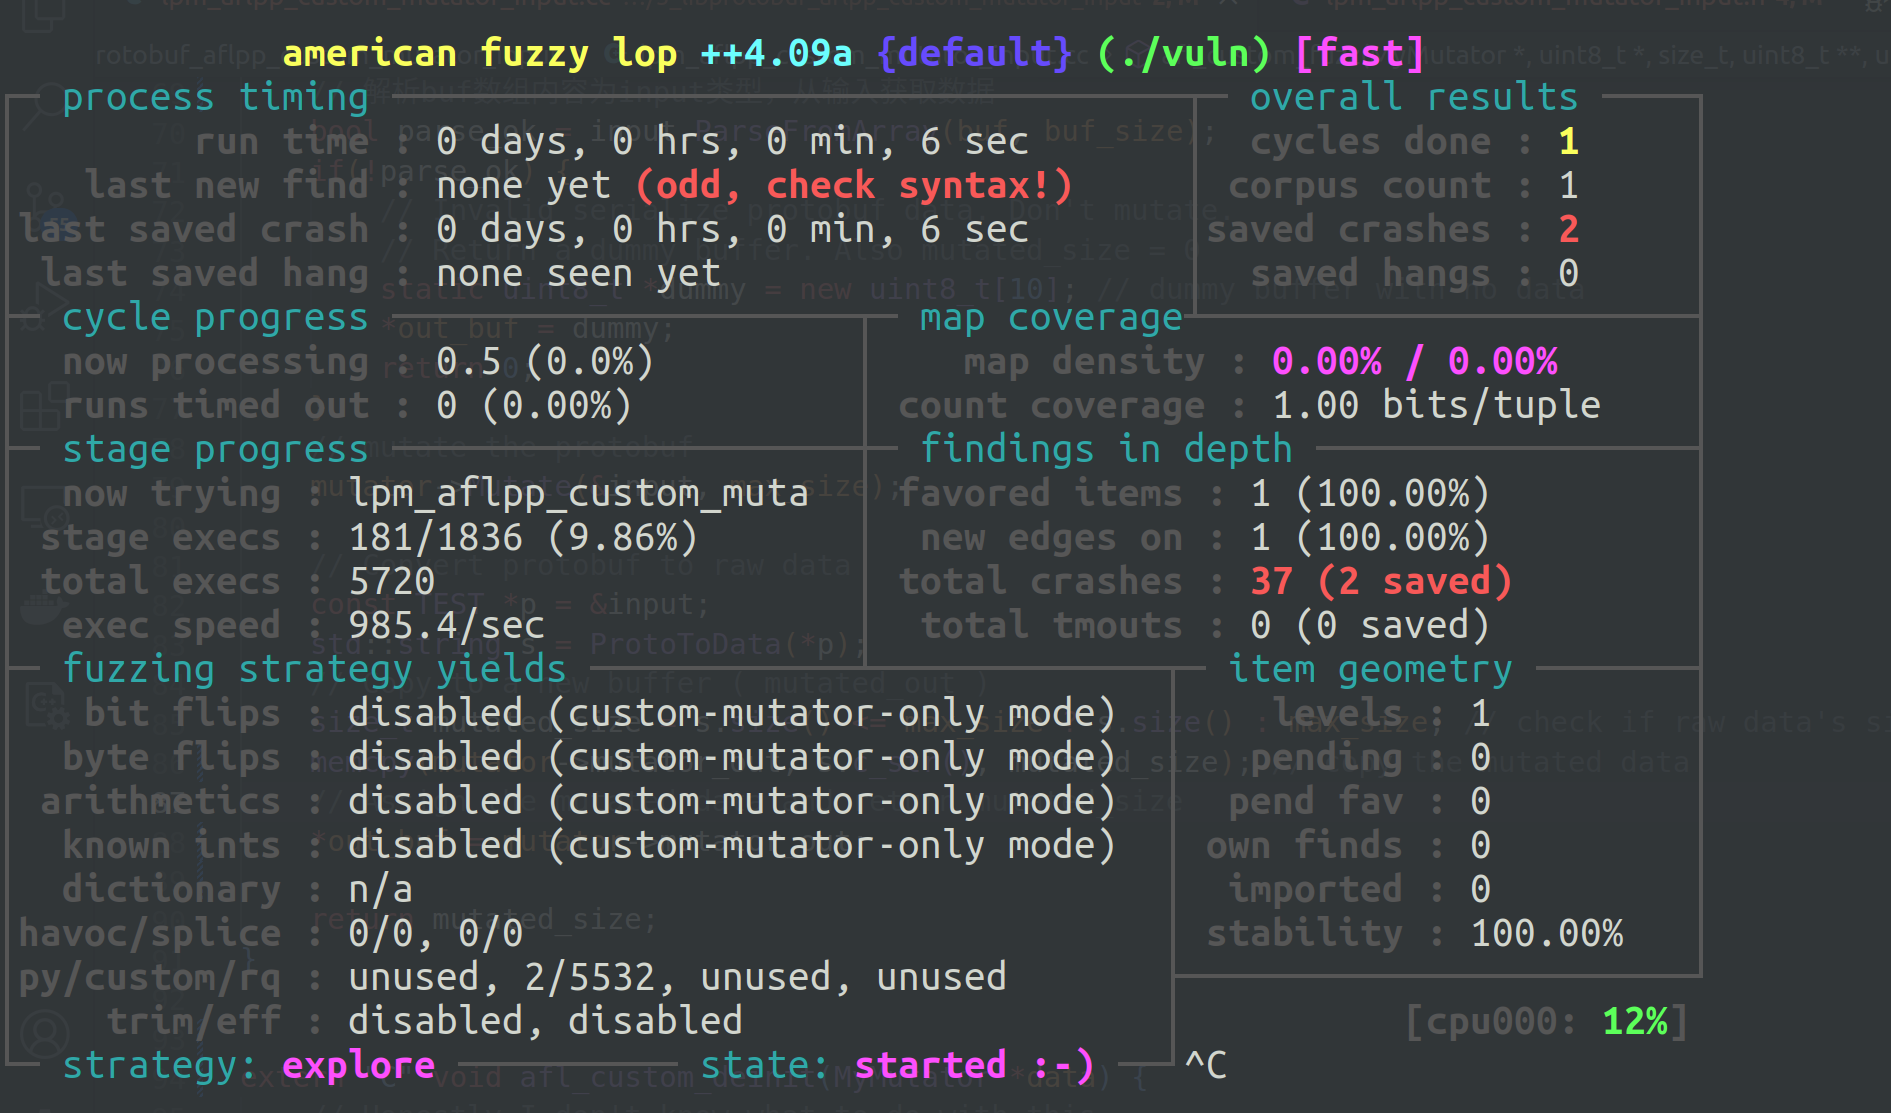 american fuzzy lop ++4.09a {default} (./vuln) [fast]
process timing overall results
run time : 0 days, 0 hrs, 0 min, 6 sec cycles done : 1
last new find : none yet (odd, check syntax!) corpus count : 1
last saved crash : 0 days, 0 hrs, 0 min, 6 sec saved crashes : 2
last saved hang : none seen yet saved hangs : 0
cycle progress map coverage
now processing : 0.5 (0.0%) map density : 0.00% / 0.00%
runs timed out : 0 (0.00%) count coverage : 1.00 bits/tuple
stage progress findings in depth
now trying : lpm_aflpp_custom_muta favored items : 1 (100.00%)
stage execs : 181/1836 (9.86%) new edges on : 1 (100.00%)
total execs : 5720 total crashes : 37 (2 saved)
exec speed : 985.4/sec total tmouts : 0 (0 saved)
fuzzing strategy yields item geometry
bit flips : disabled (custom-mutator-only mode) levels : 1
byte flips : disabled (custom-mutator-only mode) pending : 0
arithmetics : disabled (custom-mutator-only mode) pend fav : 0
known ints : disabled (custom-mutator-only mode) own finds : 0
dictionary : n/a imported : 0
havoc/splice : 0/0, 0/0 stability : 100.00%
py/custom/rq : unused, 2/5532, unused, unused
trim/eff : disabled, disabled [cpu000: 12%]
strategy: explore state: started :-) ^C